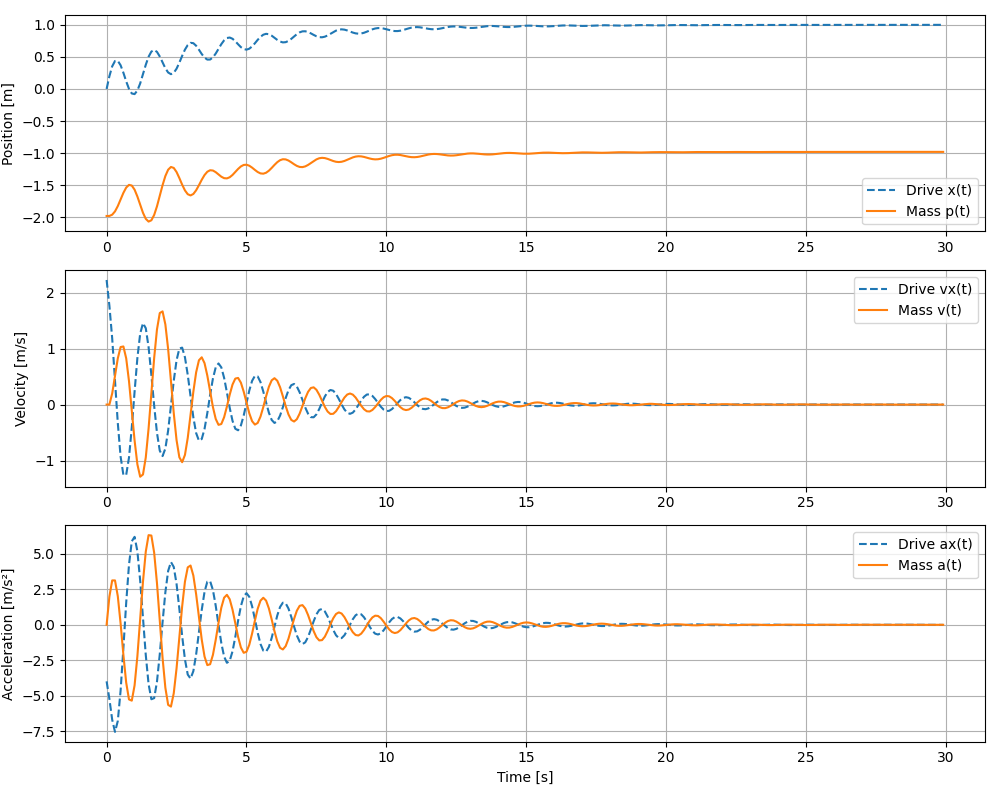 1.0
0.5
0.0
−0.5
−1.0
−1.5
−2.0
Position [m]
Drive x(t)
Mass p(t)
0 5 10 15 20 25 30
2
1
0
−1
Velocity [m/s]
Drive vx(t)
Mass v(t)
0 5 10 15 20 25 30
5.0
2.5
0.0
−2.5
−5.0
−7.5
Acceleration [m/s²]
Drive ax(t)
Mass a(t)
0 5 10 15 20 25 30
Time [s]